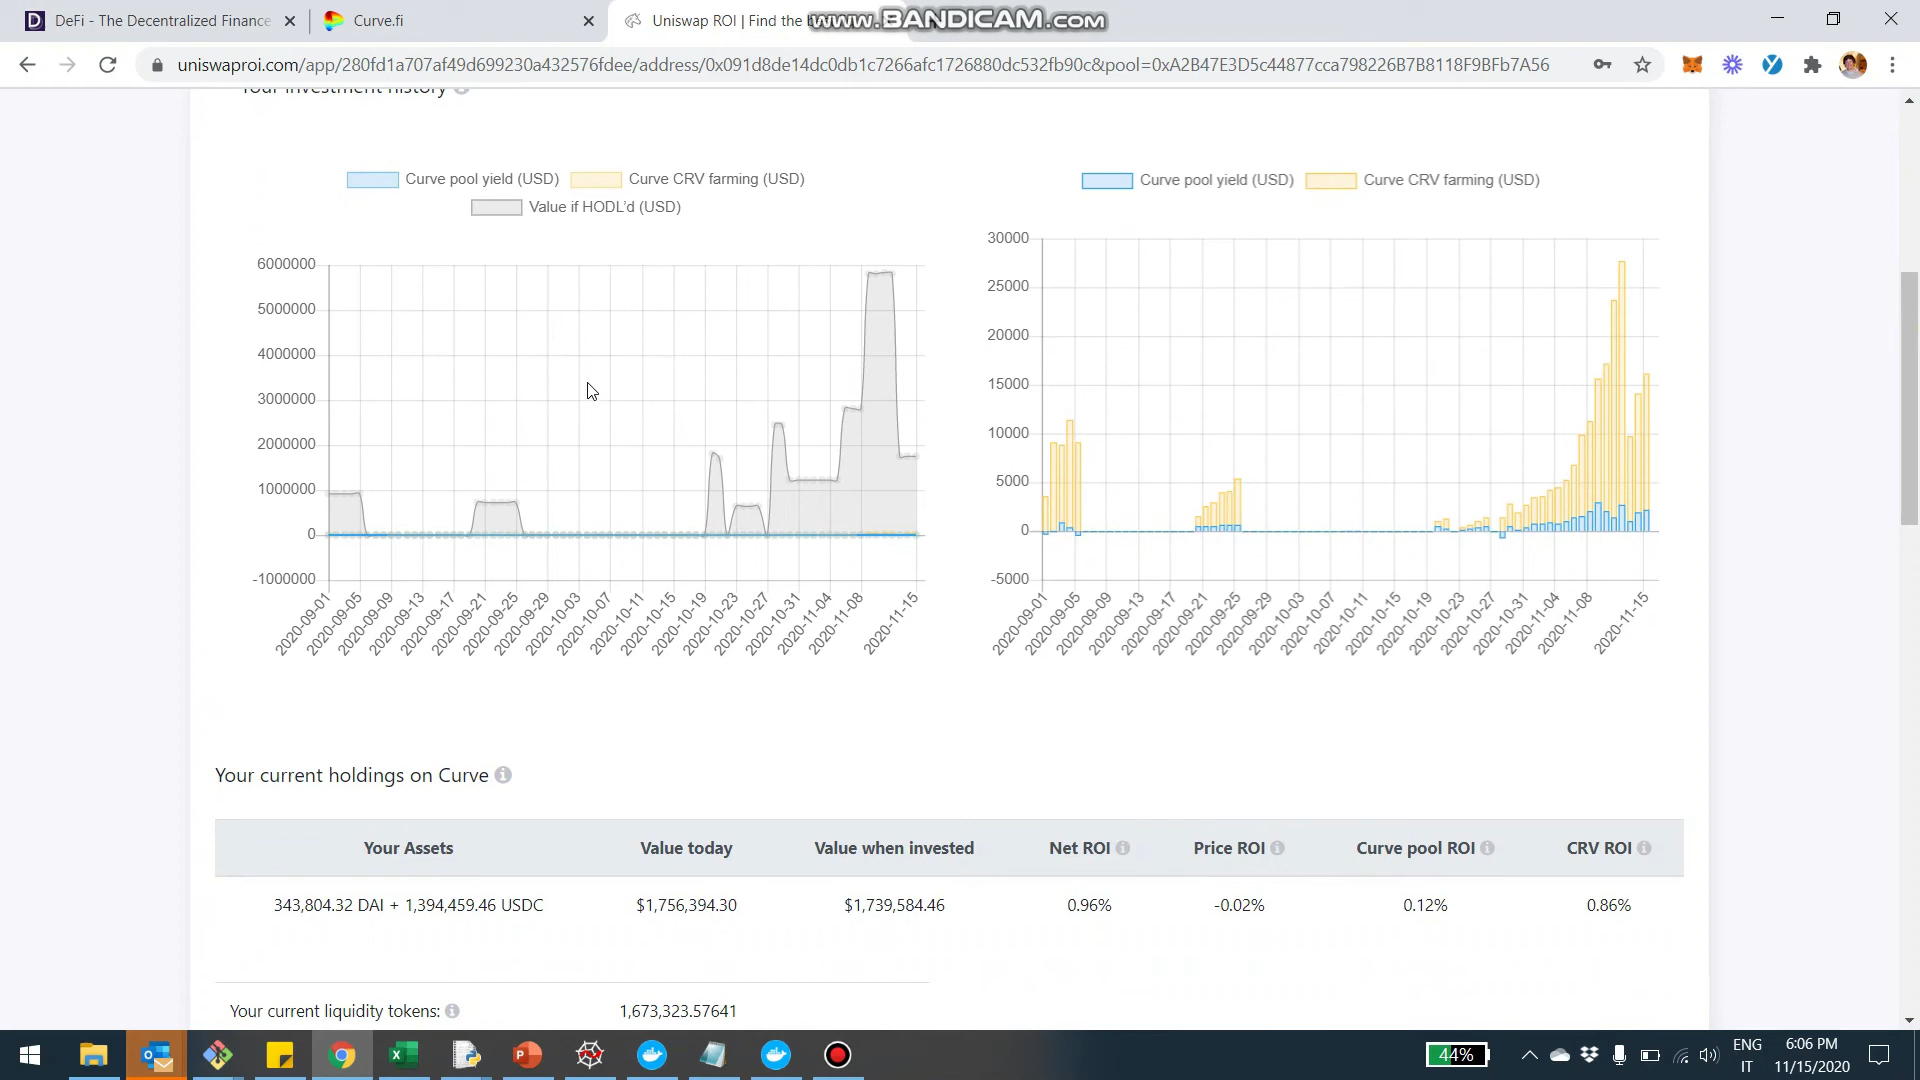 DeFi - The Decentralized Finance
Curve.fi
Uniswap ROI | Find the be
www.BANDICAM.com
uniswaproi.com/app/280fd1a707af49d699230a432576fdee/address/0x091d8de14dc0db1c7266afc1726880dc532fb90c&pool=0xA2B47E3D5c44877cca798226B7B8118F9BFb7A56
Your investment history
Curve pool yield (USD) Curve CRV farming (USD)
Value if HODL'd (USD)
6000000
5000000
4000000
3000000
2000000
1000000
0
-1000000
2020-09-01 2020-09-05 2020-09-09 2020-09-13 2020-09-17 2020-09-21 2020-09-25 2020-09-29 2020-10-03 2020-10-07 2020-10-11 2020-10-15 2020-10-19 2020-10-23 2020-10-27 2020-10-31 2020-11-04 2020-11-08 2020-11-15
Curve pool yield (USD) Curve CRV farming (USD)
30000
25000
20000
15000
10000
5000
0
-5000
2020-09-01 2020-09-05 2020-09-09 2020-09-13 2020-09-17 2020-09-21 2020-09-25 2020-09-29 2020-10-03 2020-10-07 2020-10-11 2020-10-15 2020-10-19 2020-10-23 2020-10-27 2020-10-31 2020-11-04 2020-11-08 2020-11-15
Your current holdings on Curve
Your Assets Value today Value when invested Net ROI Price ROI Curve pool ROI CRV ROI
343,804.32 DAI + 1,394,459.46 USDC $1,756,394.30 $1,739,584.46 0.96% -0.02% 0.12% 0.86%
Your current liquidity tokens: 1,673,323.57641
44%
ENG
IT
6:06 PM
11/15/2020